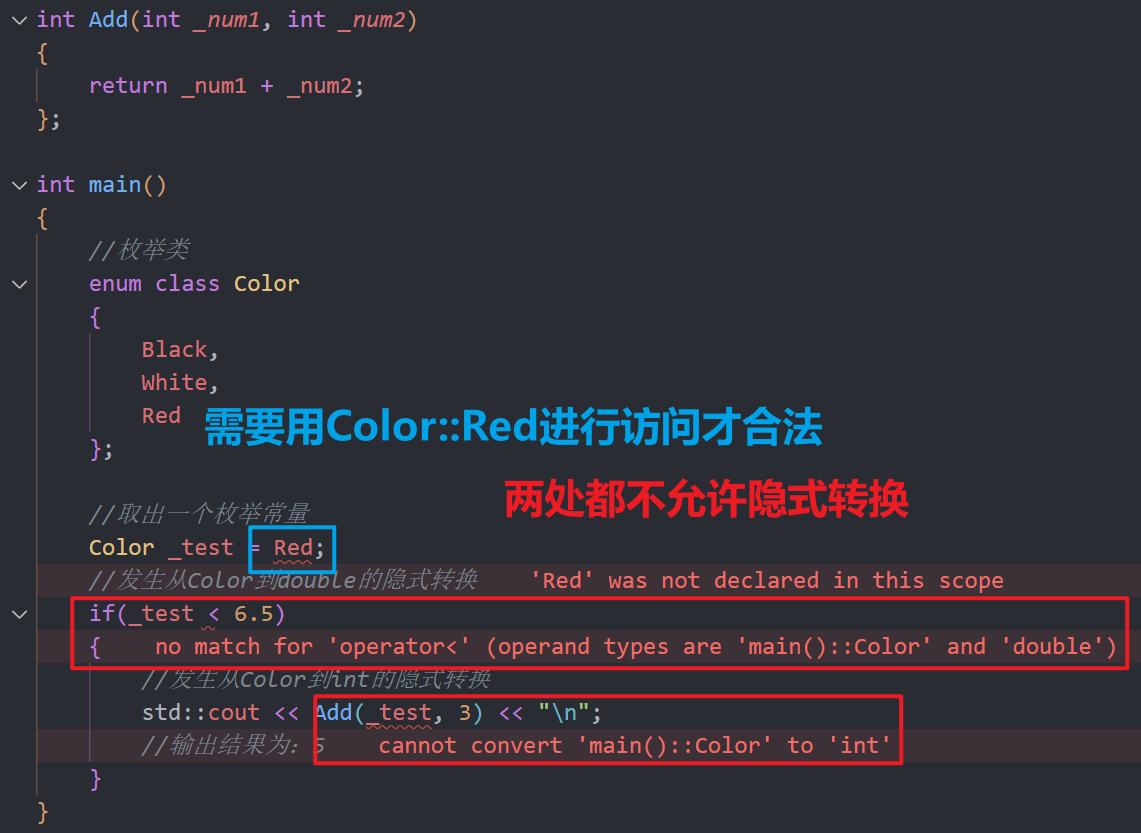 int Add(int _num1, int _num2)
{
    return _num1 + _num2;
};
int main()
{
    //枚举类
    enum class Color
    {
        Black,
        White,
        Red 需要用Color::Red进行访问才合法
    };
两处都不允许隐式转换
    //取出一个枚举常量
    Color _test = Red;
    //发生从Color到double的隐式转换    'Red' was not declared in this scope
    if(_test < 6.5)
    {    no match for 'operator<' (operand types are 'main()::Color' and 'double')
        //发生从Color到int的隐式转换
        std::cout << Add(_test, 3) << "\n";
        //输出结果为: 5    cannot convert 'main()::Color' to 'int'
    }
}